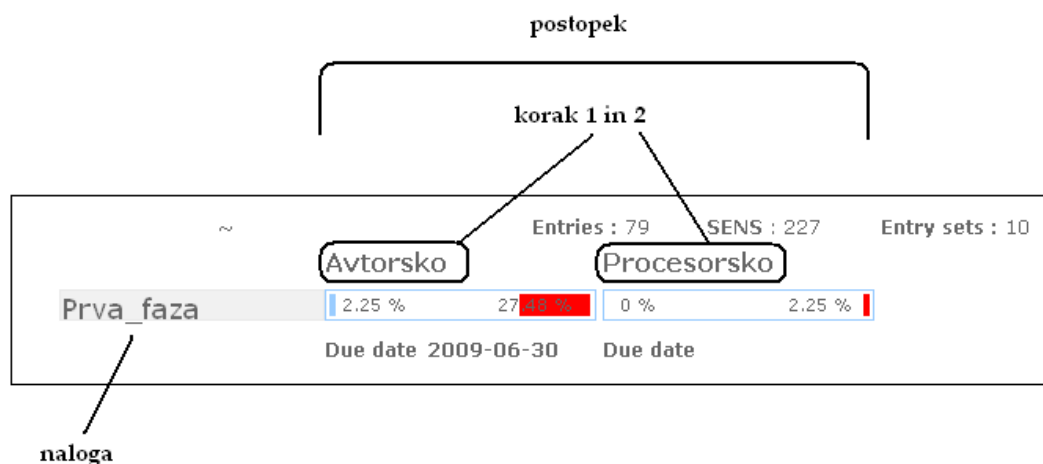 postopek
korak 1 in 2
~ Entries : 79 SENS : 227 Entry sets : 10
Avtorsko Procesorsko
Prva_faza 2.25 % 27.48 % 0 % 2.25 %
Due date 2009-06-30 Due date
naloga